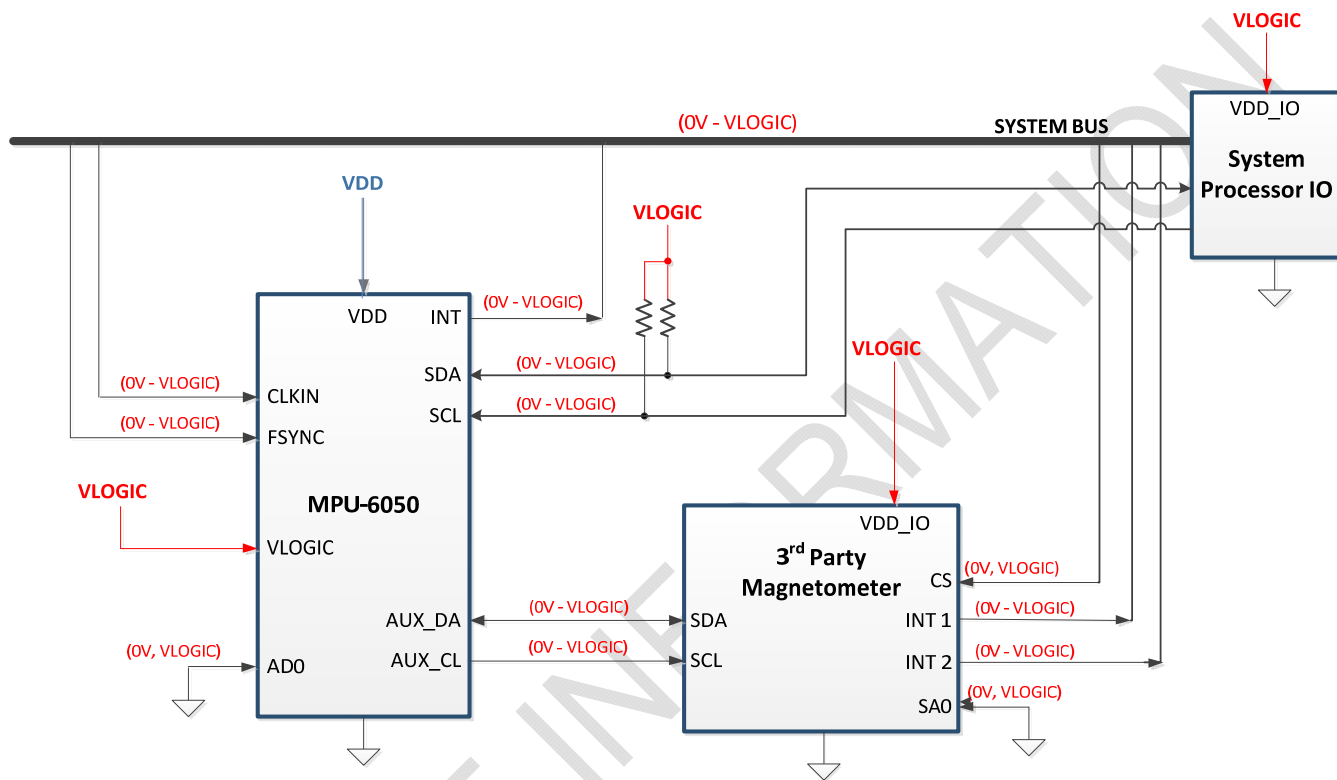 VLOGIC
VDD_IO
System
Processor IO
(0V - VLOGIC)
SYSTEM BUS
VDD
VLOGIC
VDD
INT
(0V - VLOGIC)
SDA
(0V - VLOGIC)
SCL
(0V - VLOGIC)
(0V - VLOGIC)
CLKIN
(0V - VLOGIC)
FSYNC
VLOGIC
VLOGIC
MPU-6050
VLOGIC
VDD_IO
3rd Party
Magnetometer
CS
(0V, VLOGIC)
AUX_DA
(0V - VLOGIC)
SDA
INT 1
(0V - VLOGIC)
AUX_CL
(0V - VLOGIC)
SCL
INT 2
(0V - VLOGIC)
(0V, VLOGIC)
AD0
SA0
(0V, VLOGIC)